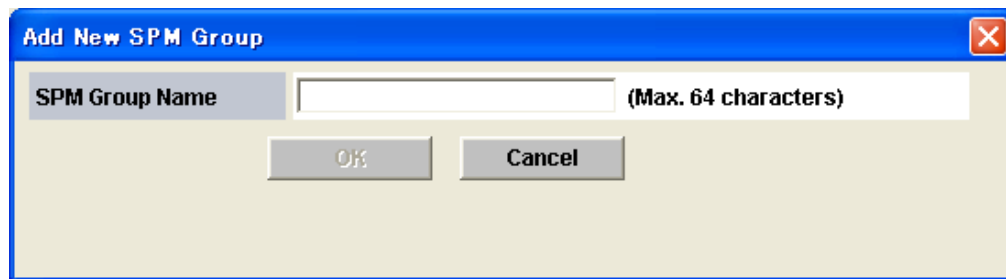 Add New SPM Group
SPM Group Name (Max. 64 characters)
OK Cancel